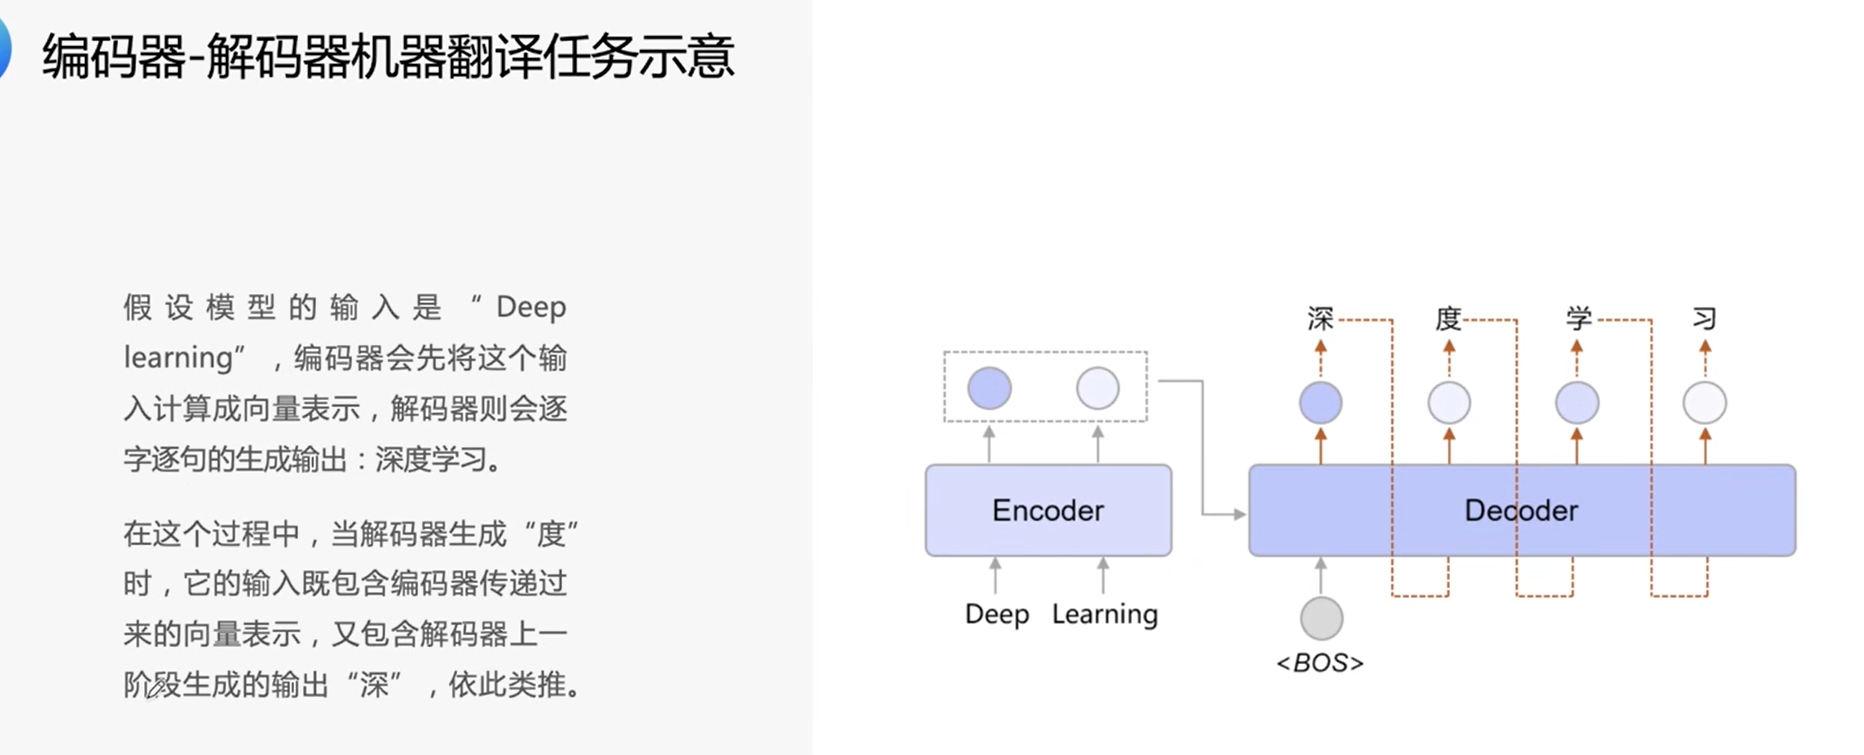 编码器-解码器机器翻译任务示意
假设模型的输入是“Deep
learning”，编码器会先将这个输
入计算成向量表示，解码器则会逐
字逐句的生成输出：深度学习。
在这个过程中，当解码器生成“度”
时，它的输入既包含编码器传递过
来的向量表示，又包含解码器上一
阶段生成的输出“深”，依此类推。
深 度 学 习
Encoder
Decoder
Deep Learning
<BOS>